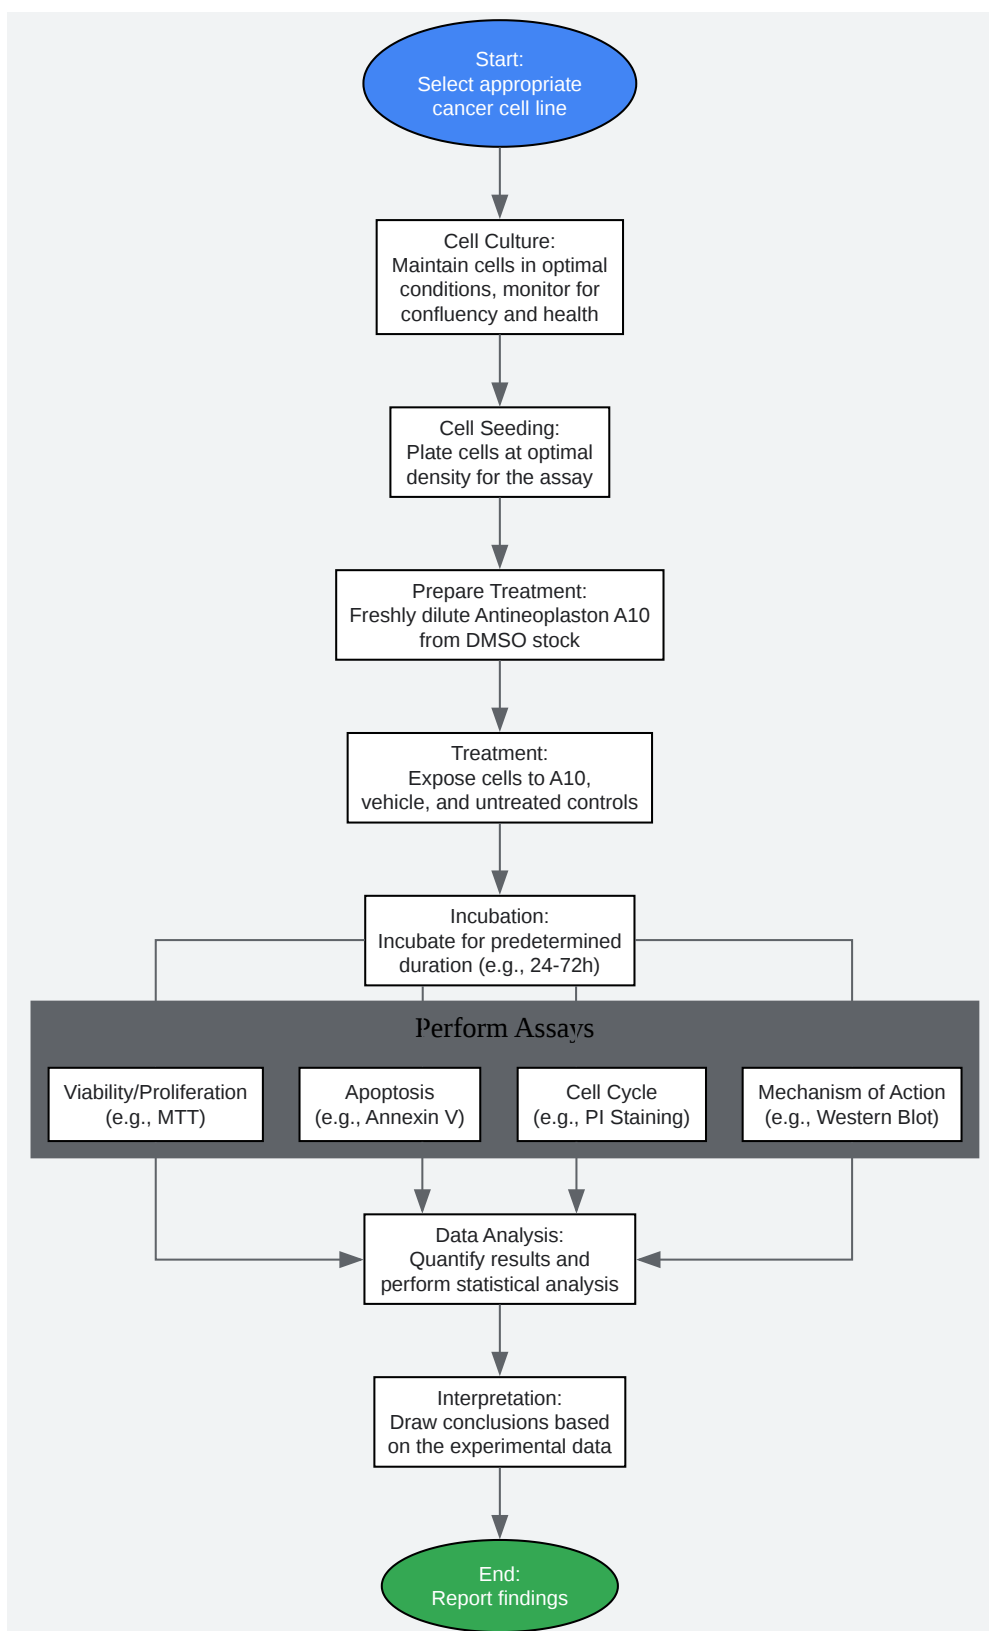 Start:
Select appropriate
cancer cell line
Cell Culture:
Maintain cells in optimal
conditions, monitor for
confluency and health
Cell Seeding:
Plate cells at optimal
density for the assay
Prepare Treatment:
Freshly dilute Antineoplaston A10
from DMSO stock
Treatment:
Expose cells to A10,
vehicle, and untreated controls
Incubation:
Incubate for predetermined
duration (e.g., 24-72h)
Perform Assays
Viability/Proliferation
(e.g., MTT)
Apoptosis
(e.g., Annexin V)
Cell Cycle
(e.g., PI Staining)
Mechanism of Action
(e.g., Western Blot)
Data Analysis:
Quantify results and
perform statistical analysis
Interpretation:
Draw conclusions based
on the experimental data
End:
Report findings